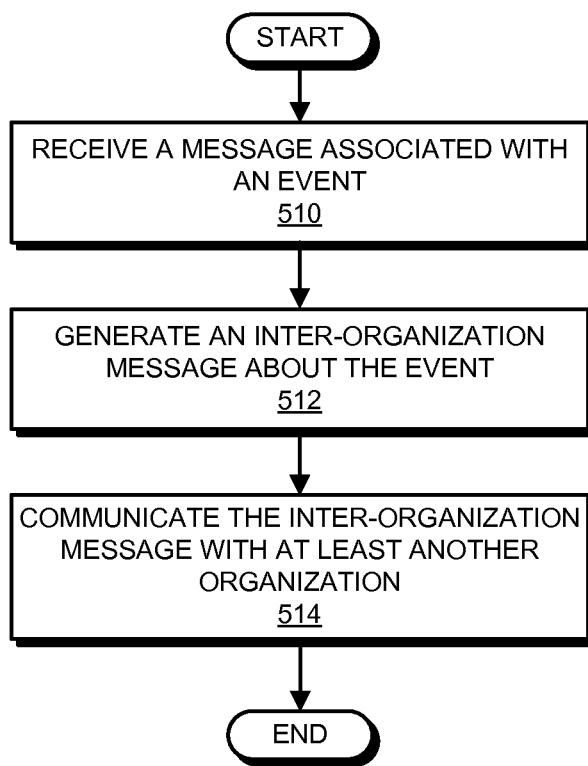 START
RECEIVE A MESSAGE ASSOCIATED WITH
AN EVENT
510
GENERATE AN INTER-ORGANIZATION
MESSAGE ABOUT THE EVENT
512
COMMUNICATE THE INTER-ORGANIZATION
MESSAGE WITH AT LEAST ANOTHER
ORGANIZATION
514
END